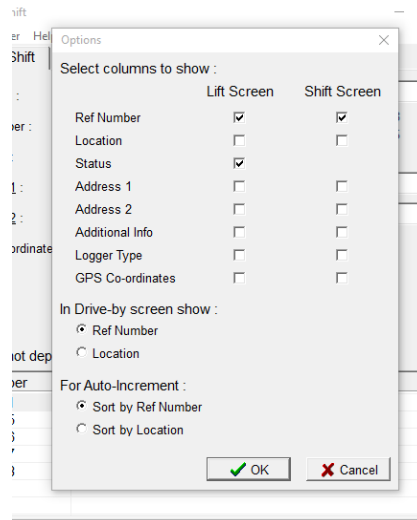 Options
Shift
Select columns to show :
Lift Screen Shift Screen
Ref Number
Location
Status
Address 1
Address 2
Additional Info
Logger Type
GPS Co-ordinates
In Drive-by screen show :
Ref Number
Location
For Auto-Increment :
Sort by Ref Number
Sort by Location
OK Cancel